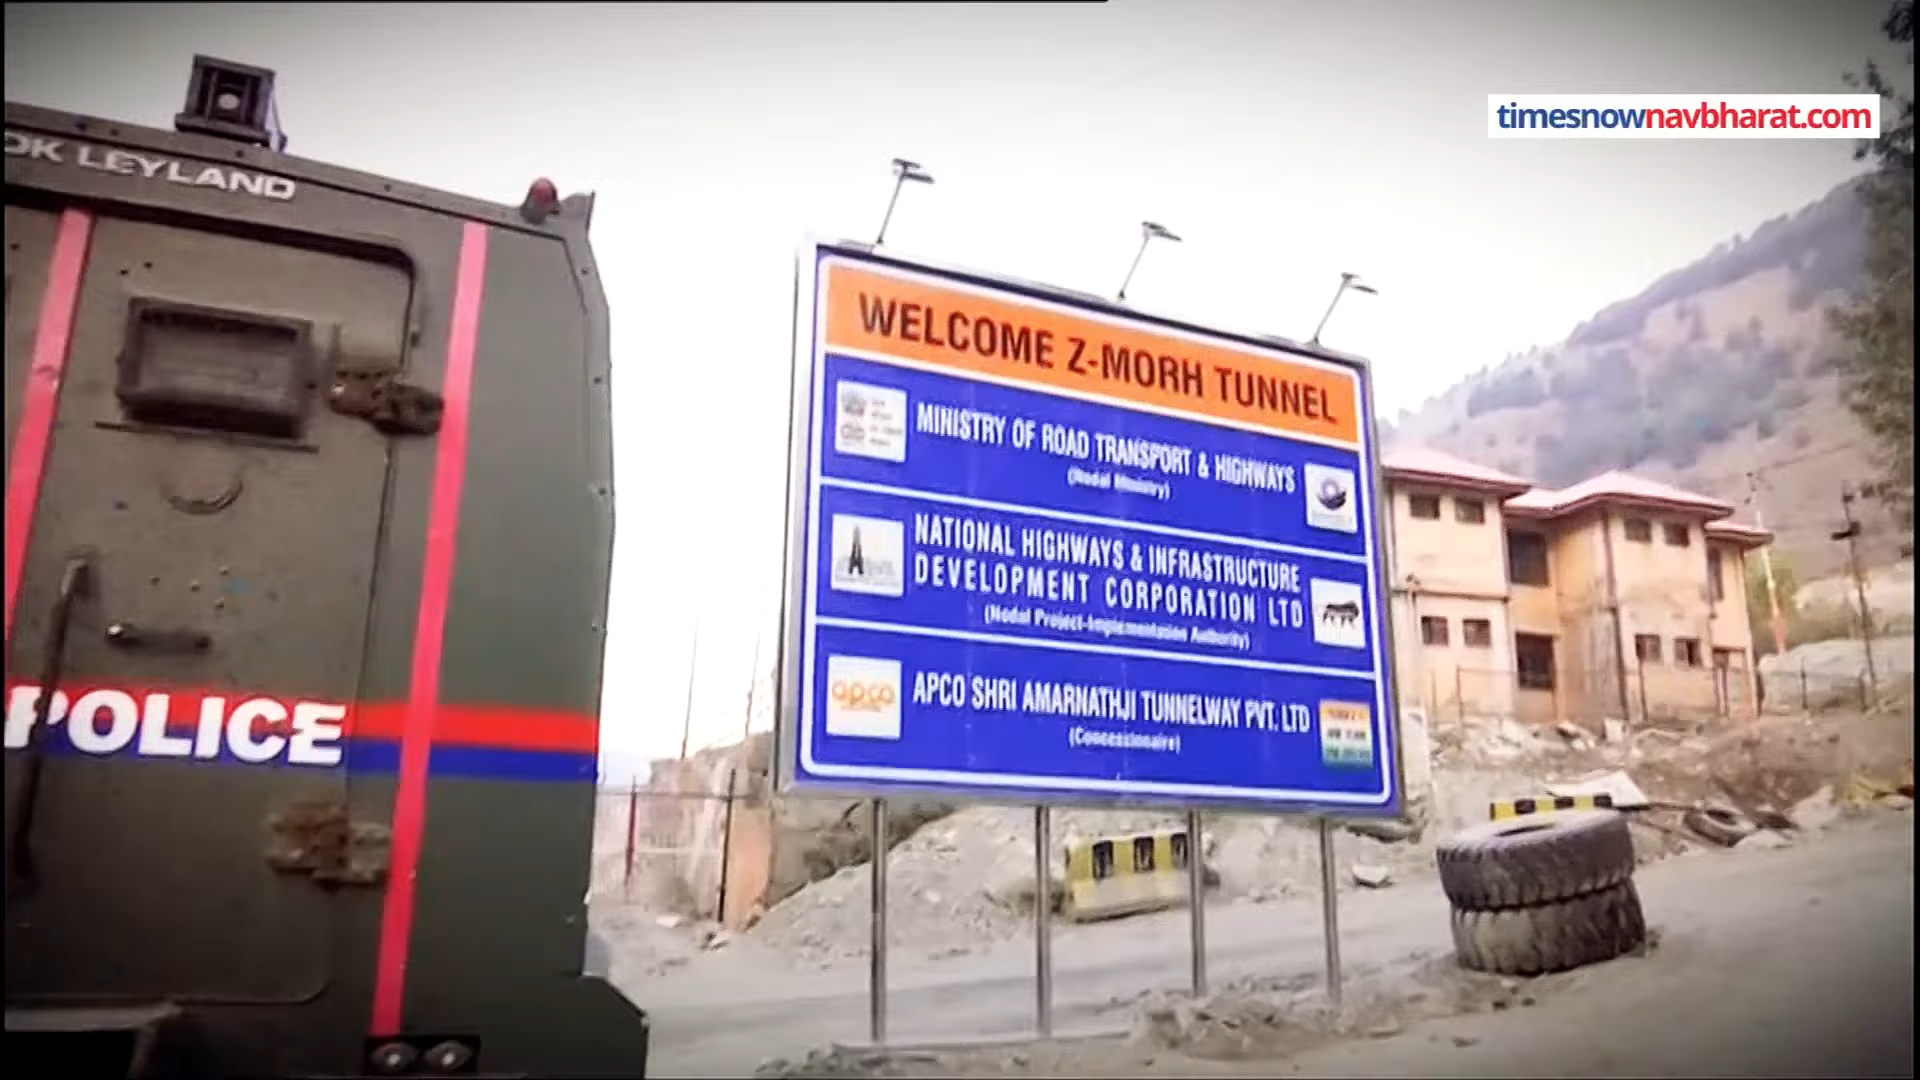 timesnownavbharat.com
OK LEYLAND
POLICE
WELCOME Z-MORH TUNNEL
MINISTRY OF ROAD TRANSPORT & HIGHWAYS
(Nodal Ministry)
NATIONAL HIGHWAYS & INFRASTRUCTURE
DEVELOPMENT CORPORATION LTD
(Nodal Project-Implementation Authority)
apco
APCO SHRI AMARNATHJI TUNNELWAY PVT. LTD
(Concessionaire)